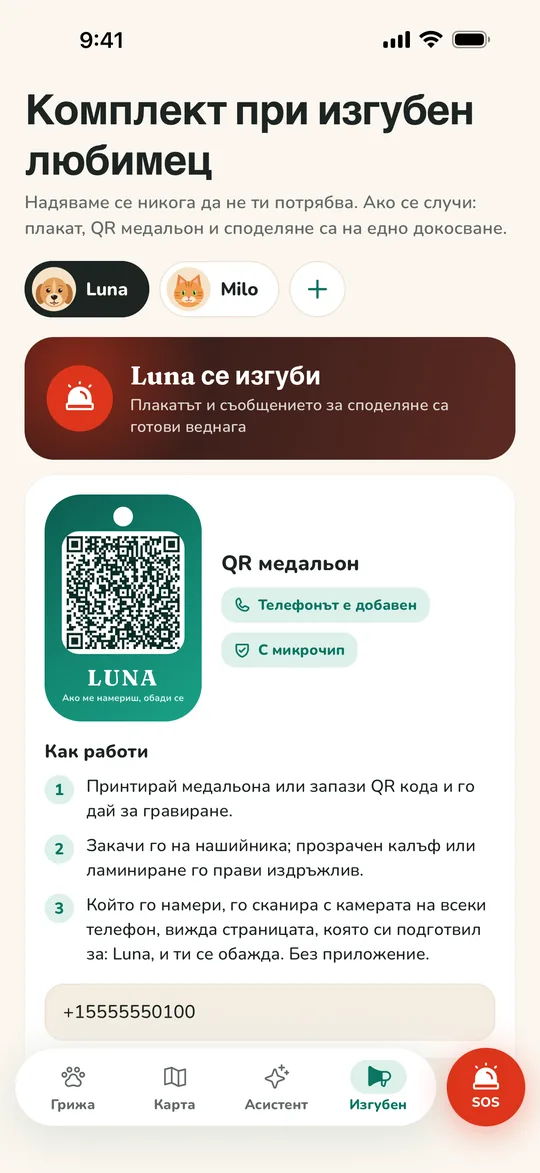 9:41
Комплект при изгубен
любимец
Надяваме се никога да не ти потрябва. Ако се случи:
плакат, QR медальон и споделяне са на едно докосване.
Luna
Milo
Luna се изгуби
Плакатът и съобщението за споделяне са
готови веднага
LUNA
Ако ме намериш, обади се
QR медальон
Телефонът е добавен
С микрочип
Как работи
1 Принтирай медальона или запази QR кода и го
дай за гравиране.
2 Закачи го на нашийника; прозрачен калъф или
ламиниране го прави издръжлив.
3 Който го намери, го сканира с камерата на всеки
телефон, вижда страницата, която си подготвил
за: Luna, и ти се обажда. Без приложение.
+15555550100
Грижа
Карта
Асистент
Изгубен
SOS